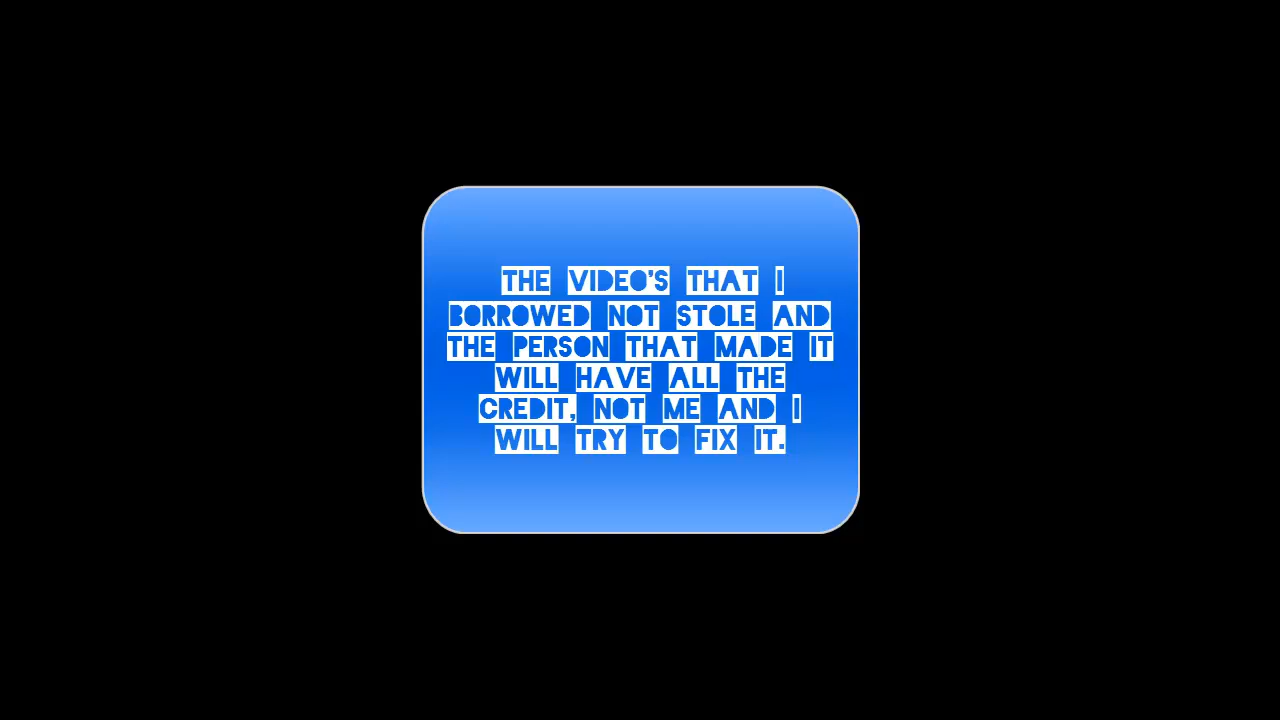 THE VIDEO'S THAT I
BORROWED NOT STOLE AND
THE PERSON THAT MADE IT
WILL HAVE ALL THE
CREDIT, NOT ME AND I
WILL TRY TO FIX IT.